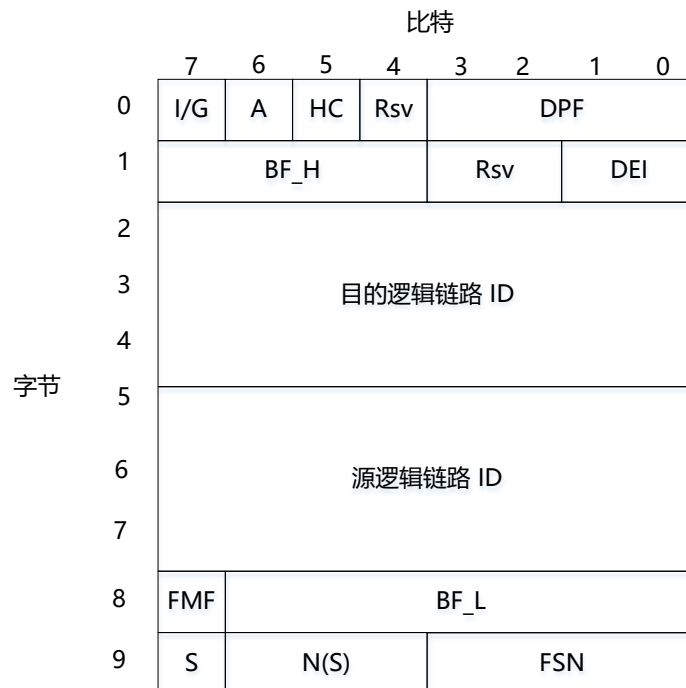 比特
7 6 5 4 3 2 1 0
0 I/G A HC Rsv DPF
1 BF_H Rsv DEI
2
3 目的逻辑链路 ID
4
字节
5
6 源逻辑链路 ID
7
8 FMF BF_L
9 S N(S) FSN